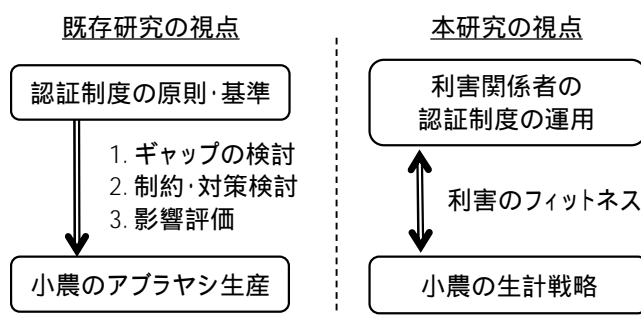 既存研究の視点
認証制度の原則･基準
1. ギャップの検討
2. 制約･対策検討
3. 影響評価
小農のアブラヤシ生産
本研究の視点
利害関係者の
認証制度の運用
利害のフィットネス
小農の生計戦略